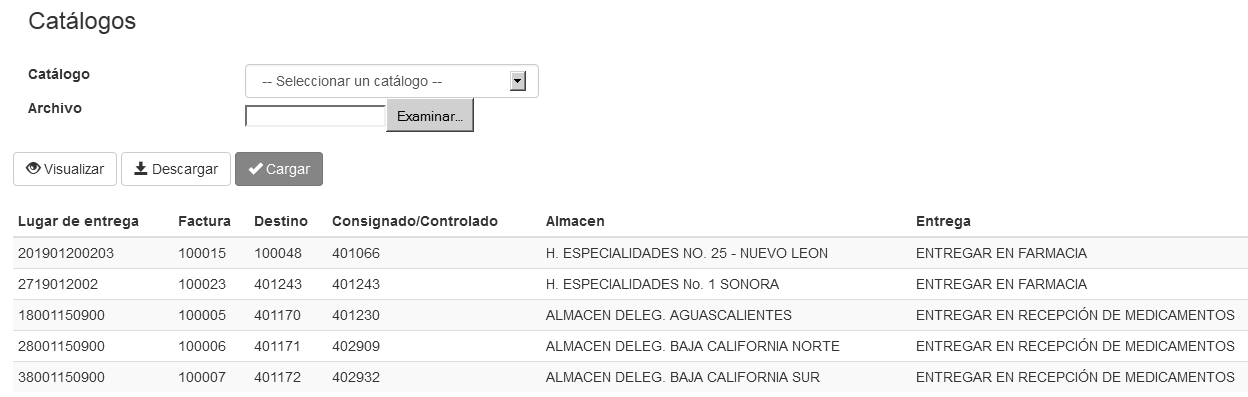 Catálogos
Catálogo -- Seleccionar un catálogo --
Archivo Examinar...
Visualizar Descargar Cargar
Lugar de entrega Factura Destino Consignado/Controlado Almacen Entrega
201901200203 100015 100048 401066 H. ESPECIALIDADES NO. 25 - NUEVO LEON ENTREGAR EN FARMACIA
2719012002 100023 401243 401243 H. ESPECIALIDADES No. 1 SONORA ENTREGAR EN FARMACIA
18001150900 100005 401170 401230 ALMACEN DELEG. AGUASCALIENTES ENTREGAR EN RECEPCIÓN DE MEDICAMENTOS
28001150900 100006 401171 402909 ALMACEN DELEG. BAJA CALIFORNIA NORTE ENTREGAR EN RECEPCIÓN DE MEDICAMENTOS
38001150900 100007 401172 402932 ALMACEN DELEG. BAJA CALIFORNIA SUR ENTREGAR EN RECEPCIÓN DE MEDICAMENTOS